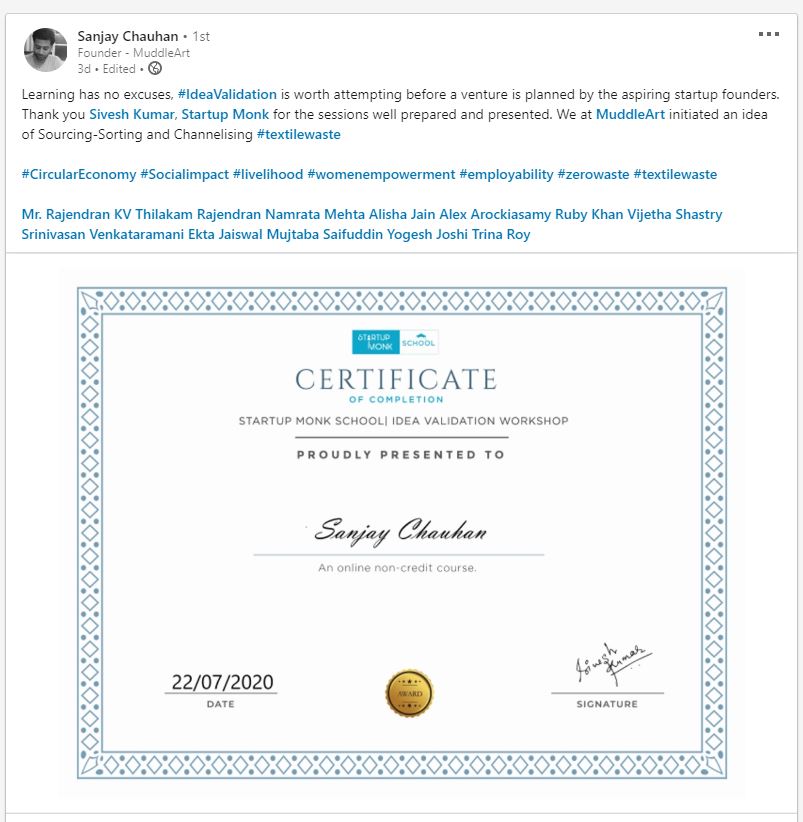 Sanjay Chauhan • 1st
Founder - MuddleArt
3d • Edited •
Learning has no excuses, #IdeaValidation is worth attempting before a venture is planned by the aspiring startup founders.
Thank you Sivesh Kumar, Startup Monk for the sessions well prepared and presented. We at MuddleArt initiated an idea
of Sourcing-Sorting and Channelising #textilewaste
#CircularEconomy #Socialimpact #livelihood #womenempowerment #employability #zerowaste #textilewaste
Mr. Rajendran KV Thilakam Rajendran Namrata Mehta Alisha Jain Alex Arockiasamy Ruby Khan Vijetha Shastry
Srinivasan Venkataramani Ekta Jaiswal Mujtaba Saifuddin Yogesh Joshi Trina Roy
STARTUP MONK SCHOOL
CERTIFICATE
OF COMPLETION
STARTUP MONK SCHOOL| IDEA VALIDATION WORKSHOP
PROUDLY PRESENTED TO
Sanjay Chauhan
An online non-credit course.
22/07/2020
DATE
AWARD
Sivesh Kumar
SIGNATURE